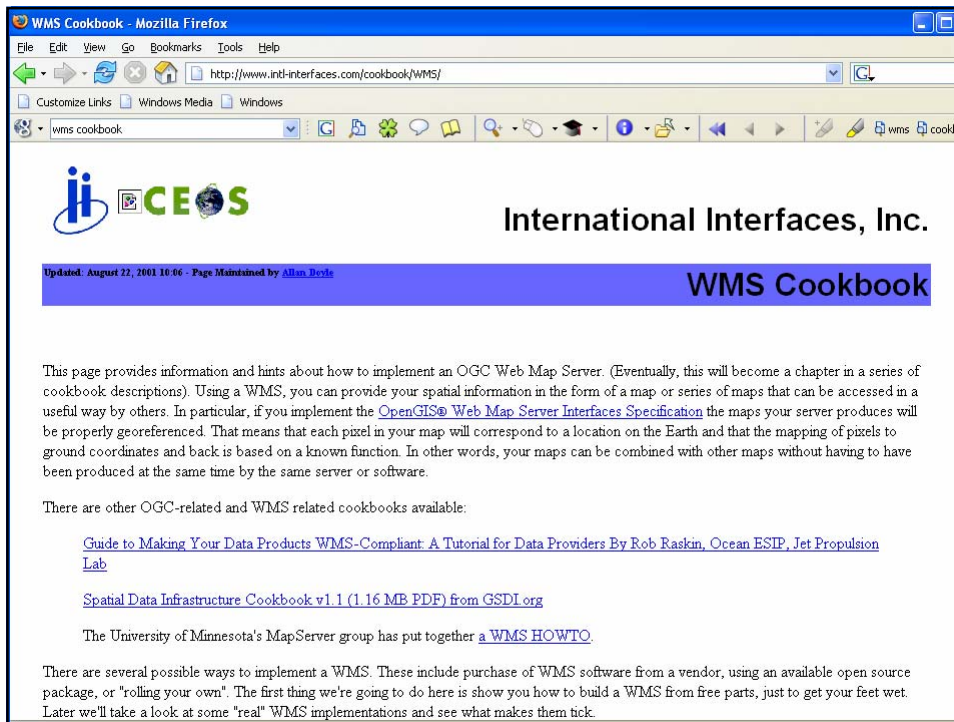 WMS Cookbook - Mozilla Firefox
File Edit View Go Bookmarks Tools Help
http://www.intl-interfaces.com/cookbook/WMS/
G
Customize Links Windows Media Windows
wms cookbook
G
wms
ii
CEOS
International Interfaces, Inc.
Updated: August 22, 2001 10:06 - Page Maintained by Allan Doyle
WMS Cookbook
This page provides information and hints about how to implement an OGC Web Map Server. (Eventually, this will become a chapter in a series of
cookbook descriptions). Using a WMS, you can provide your spatial information in the form of a map or series of maps that can be accessed in a
useful way by others. In particular, if you implement the OpenGIS® Web Map Server Interfaces Specification the maps your server produces will
be properly georeferenced. That means that each pixel in your map will correspond to a location on the Earth and that the mapping of pixels to
ground coordinates and back is based on a known function. In other words, your maps can be combined with other maps without having to have
been produced at the same time by the same server or software.
There are other OGC-related and WMS related cookbooks available:
Guide to Making Your Data Products WMS-Compliant: A Tutorial for Data Providers By Rob Raskin, Ocean ESIP, Jet Propulsion
Lab
Spatial Data Infrastructure Cookbook v1.1 (1.16 MB PDF) from GSDI.org
The University of Minnesota's MapServer group has put together a WMS HOWTO.
There are several possible ways to implement a WMS. These include purchase of WMS software from a vendor, using an available open source
package, or "rolling your own". The first thing we're going to do here is show you how to build a WMS from free parts, just to get your feet wet.
Later we'll take a look at some "real" WMS implementations and see what makes them tick.